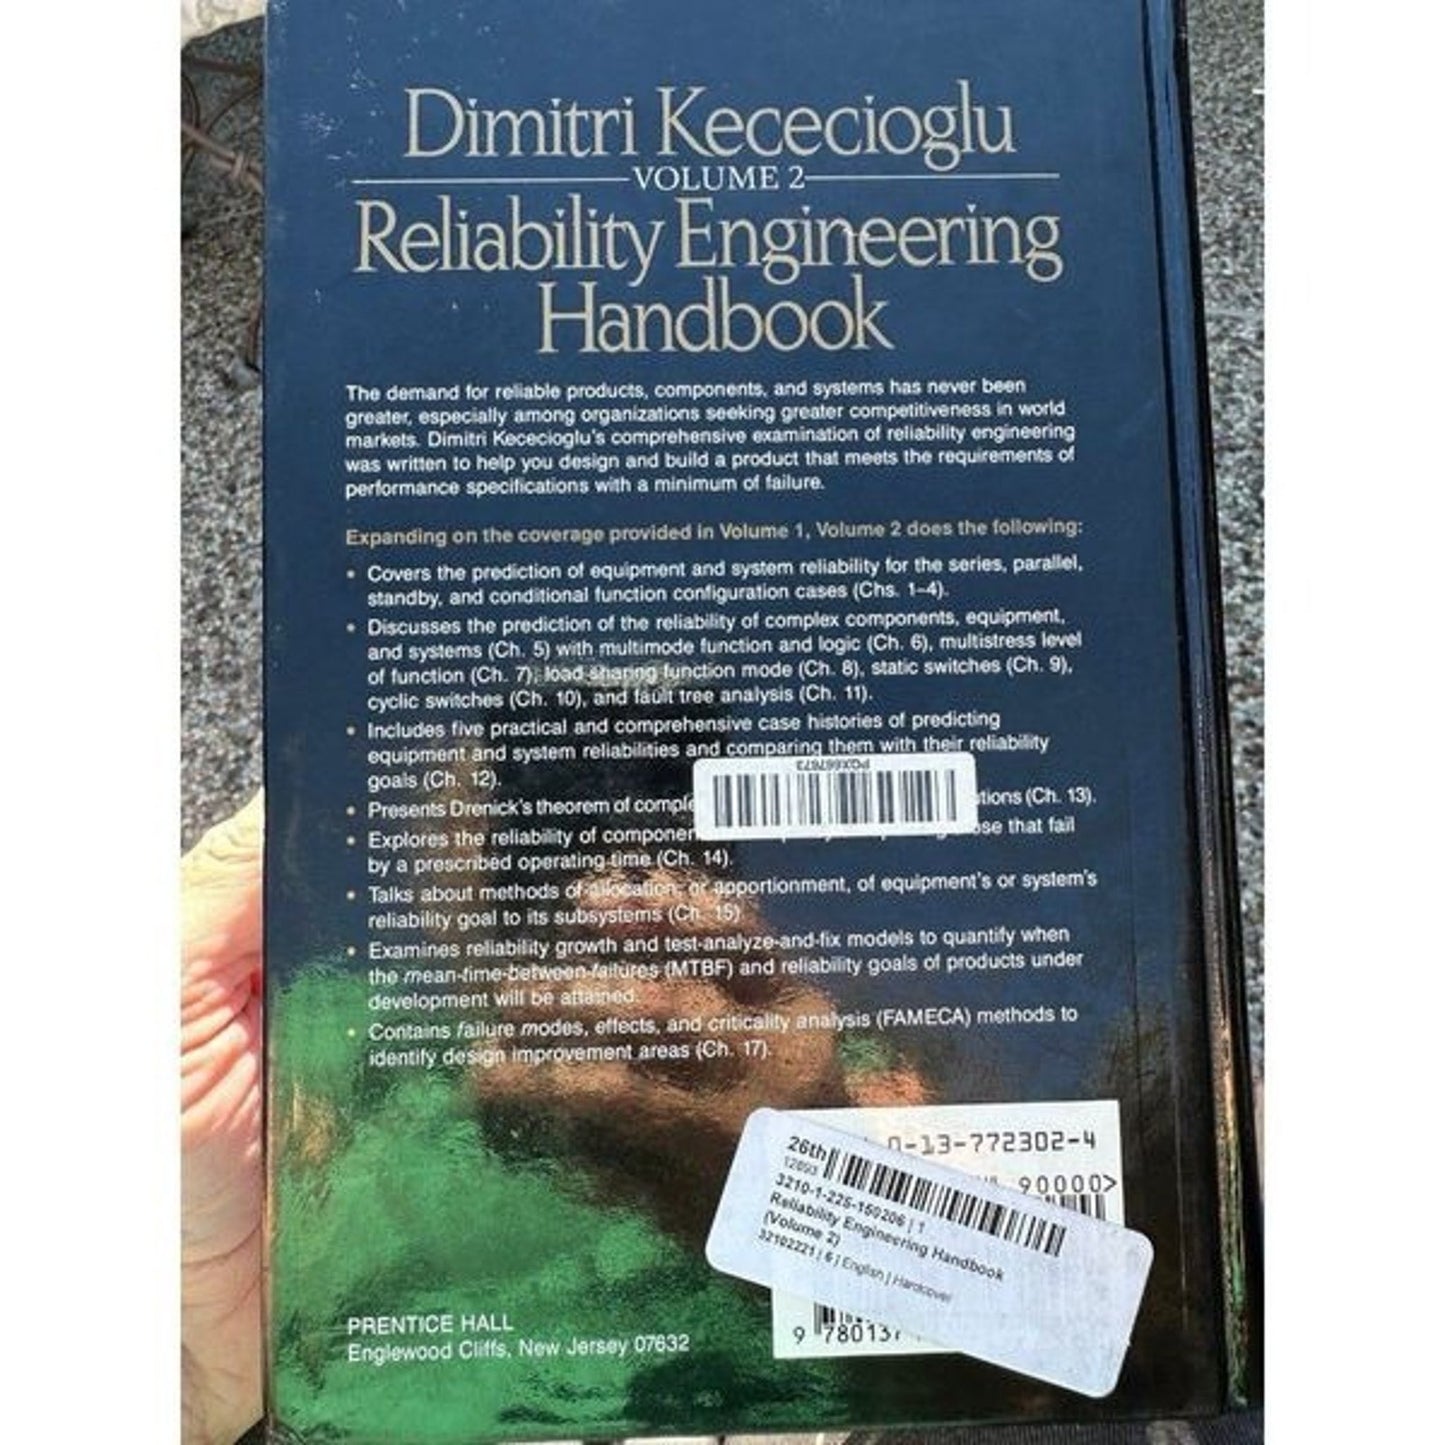 Dimitri Kececioglu
VOLUME 2
Reliability Engineering
Handbook
The demand for reliable products, components, and systems has never been
greater, especially among organizations seeking greater competitiveness in world
markets. Dimitri Kececioglu's comprehensive examination of reliability engineering
was written to help you design and build a product that meets the requirements of
performance specifications with a minimum of failure.
Expanding on the coverage provided in Volume 1, Volume 2 does the following:
• Covers the prediction of equipment and system reliability for the series, parallel,
standby, and conditional function configuration cases (Chs. 1–4).
• Discusses the prediction of the reliability of complex components, equipment,
and systems (Ch. 5) with multimode function and logic (Ch. 6), multistress level
of function (Ch. 7), load sharing function mode (Ch. 8), static switches (Ch. 9),
cyclic switches (Ch. 10), and fault tree analysis (Ch. 11).
• Includes five practical and comprehensive case histories of predicting
equipment and system reliabilities and comparing them with their reliability
goals (Ch. 12).
PGX667673
• Presents Drenick's theorem of (Ch. 13).
• Explores the reliability of that fail
by a prescribed operating time (Ch. 14).
• Talks about methods of allocation, or apportionment, of equipment's or system's
reliability goal to its subsystems (Ch. 15)
• Examines reliability growth and test-analyze-and-fix models to quantify when
the mean-time-between-failures (MTBF) and reliability goals of products under
development will be attained.
• Contains failure modes, effects, and criticality analysis (FAMECA) methods to
identify design improvement areas (Ch. 17).
0-13-772302-4
90000>
26th
12893
3210-1-225-150206 | 1
Reliability Engineering Handbook
(Volume 2)
32102221 | 6 | English | Hardcover
9 780137
PRENTICE HALL
Englewood Cliffs, New Jersey 07632